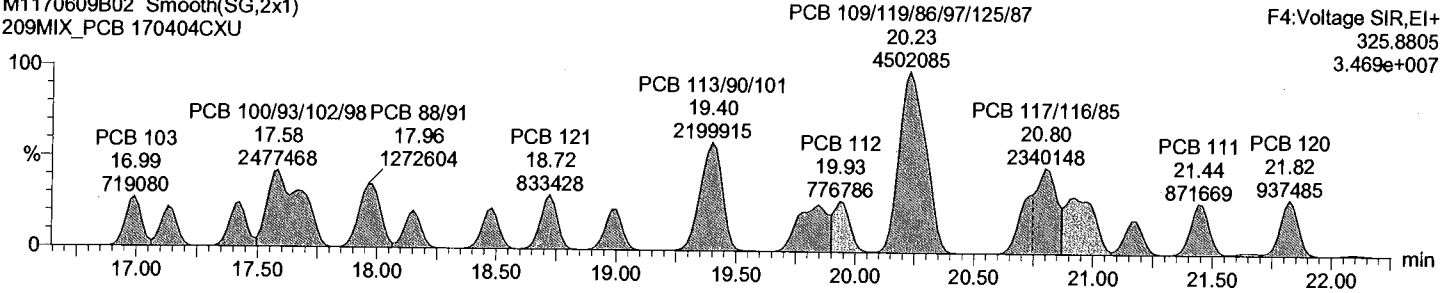 M1170609B02 Smooth(SG,2x1)
209MIX_PCB 170404CXU
F4:Voltage SIR,EI+
325.8805
3.469e+007
PCB 109/119/86/97/125/87
20.23
4502085
PCB 113/90/101
19.40
2199915
PCB 100/93/102/98
17.58
2477468
PCB 88/91
17.96
1272604
PCB 117/116/85
20.80
2340148
PCB 103
16.99
719080
PCB 121
18.72
833428
PCB 112
19.93
776786
PCB 111
21.44
871669
PCB 120
21.82
937485
100
%
0
17.00 17.50 18.00 18.50 19.00 19.50 20.00 20.50 21.00 21.50 22.00
min